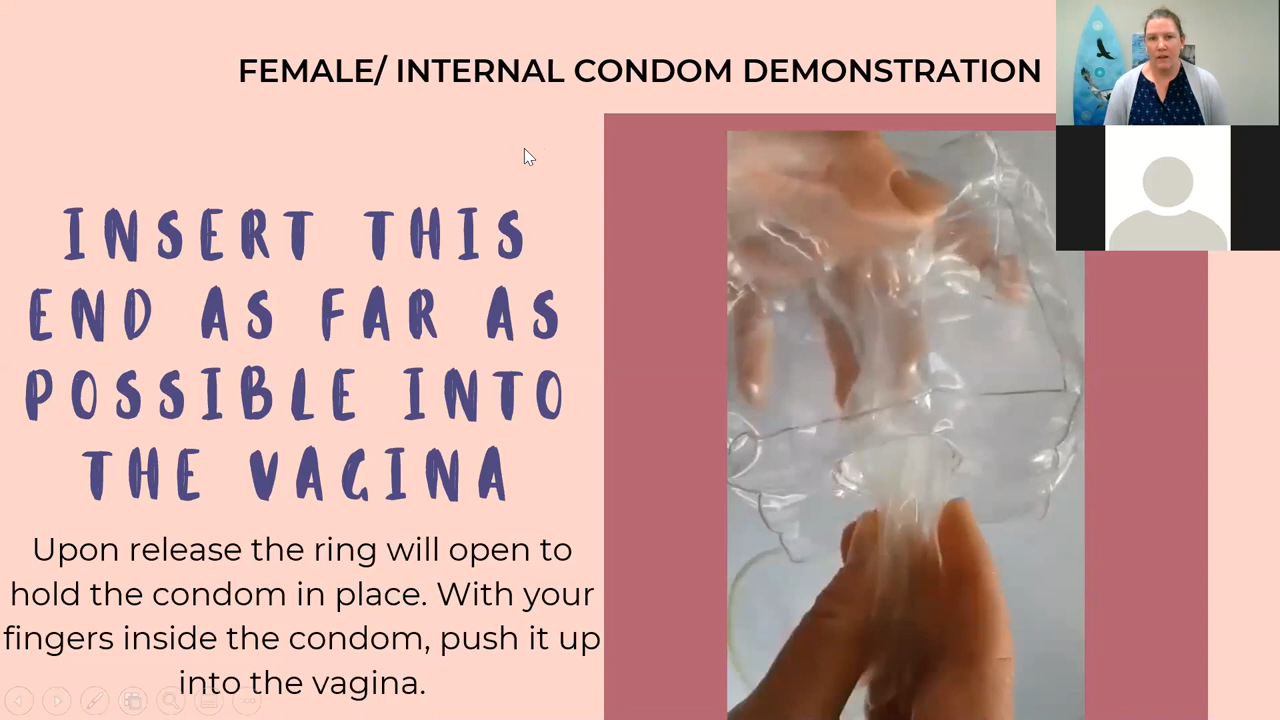 FEMALE/ INTERNAL CONDOM DEMONSTRATION
INSERT THIS
END AS FAR AS
POSSIBLE INTO
THE VAGINA
Upon release the ring will open to
hold the condom in place. With your
fingers inside the condom, push it up
into the vagina.